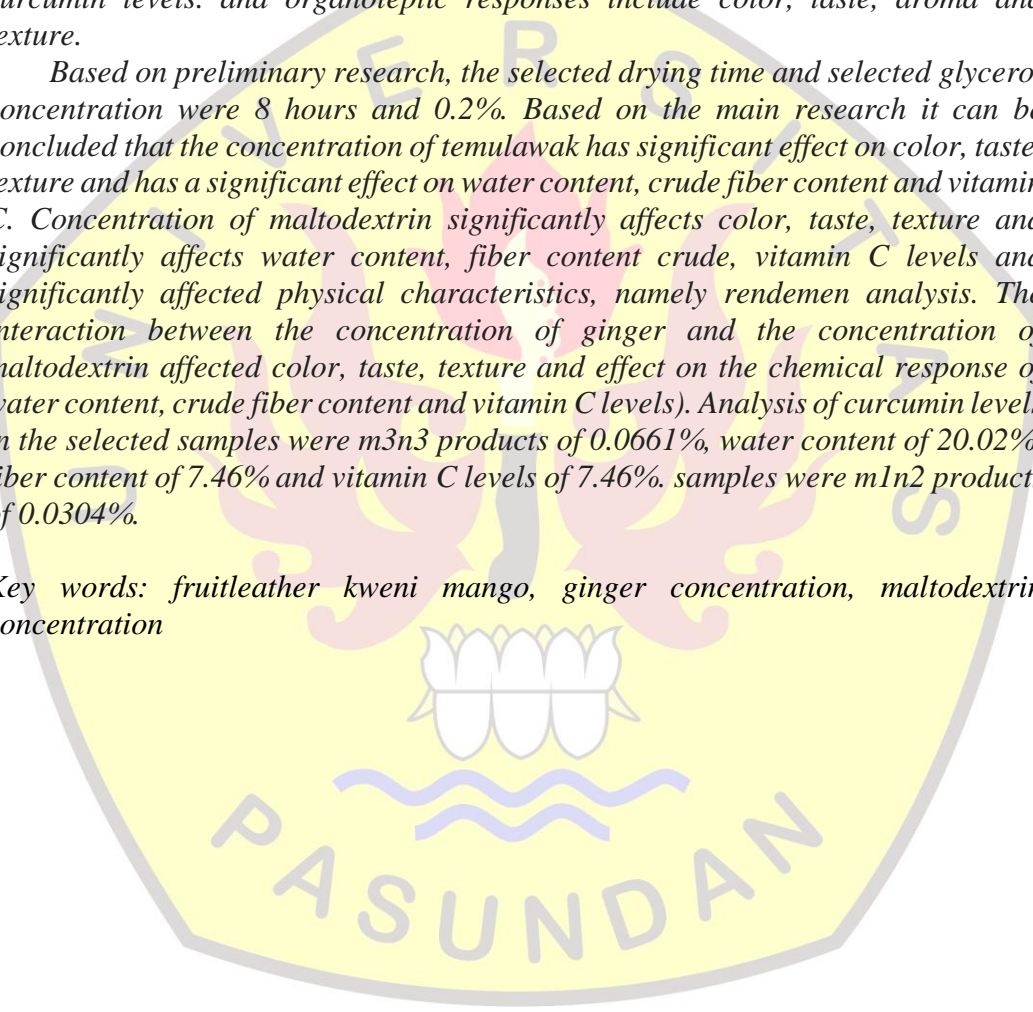 curcumin levels. and organoleptic responses include color, taste, aroma and
texture.
Based on preliminary research, the selected drying time and selected glycerol
concentration were 8 hours and 0.2%. Based on the main research it can be
concluded that the concentration of temulawak has significant effect on color, taste,
texture and has a significant effect on water content, crude fiber content and vitamin
C. Concentration of maltodextrin significantly affects color, taste, texture and
significantly affects water content, fiber content crude, vitamin C levels and
significantly affected physical characteristics, namely rendemen analysis. The
interaction between the concentration of ginger and the concentration of
maltodextrin affected color, taste, texture and effect on the chemical response of
water content, crude fiber content and vitamin C levels). Analysis of curcumin levels
in the selected samples were m3n3 products of 0.0661%, water content of 20.02%,
fiber content of 7.46% and vitamin C levels of 7.46%. samples were m1n2 products
of 0.0304%.
Key words: fruitleather kweni mango, ginger concentration, maltodextrin
concentration
UNIVERSITAS
PASUNDAN